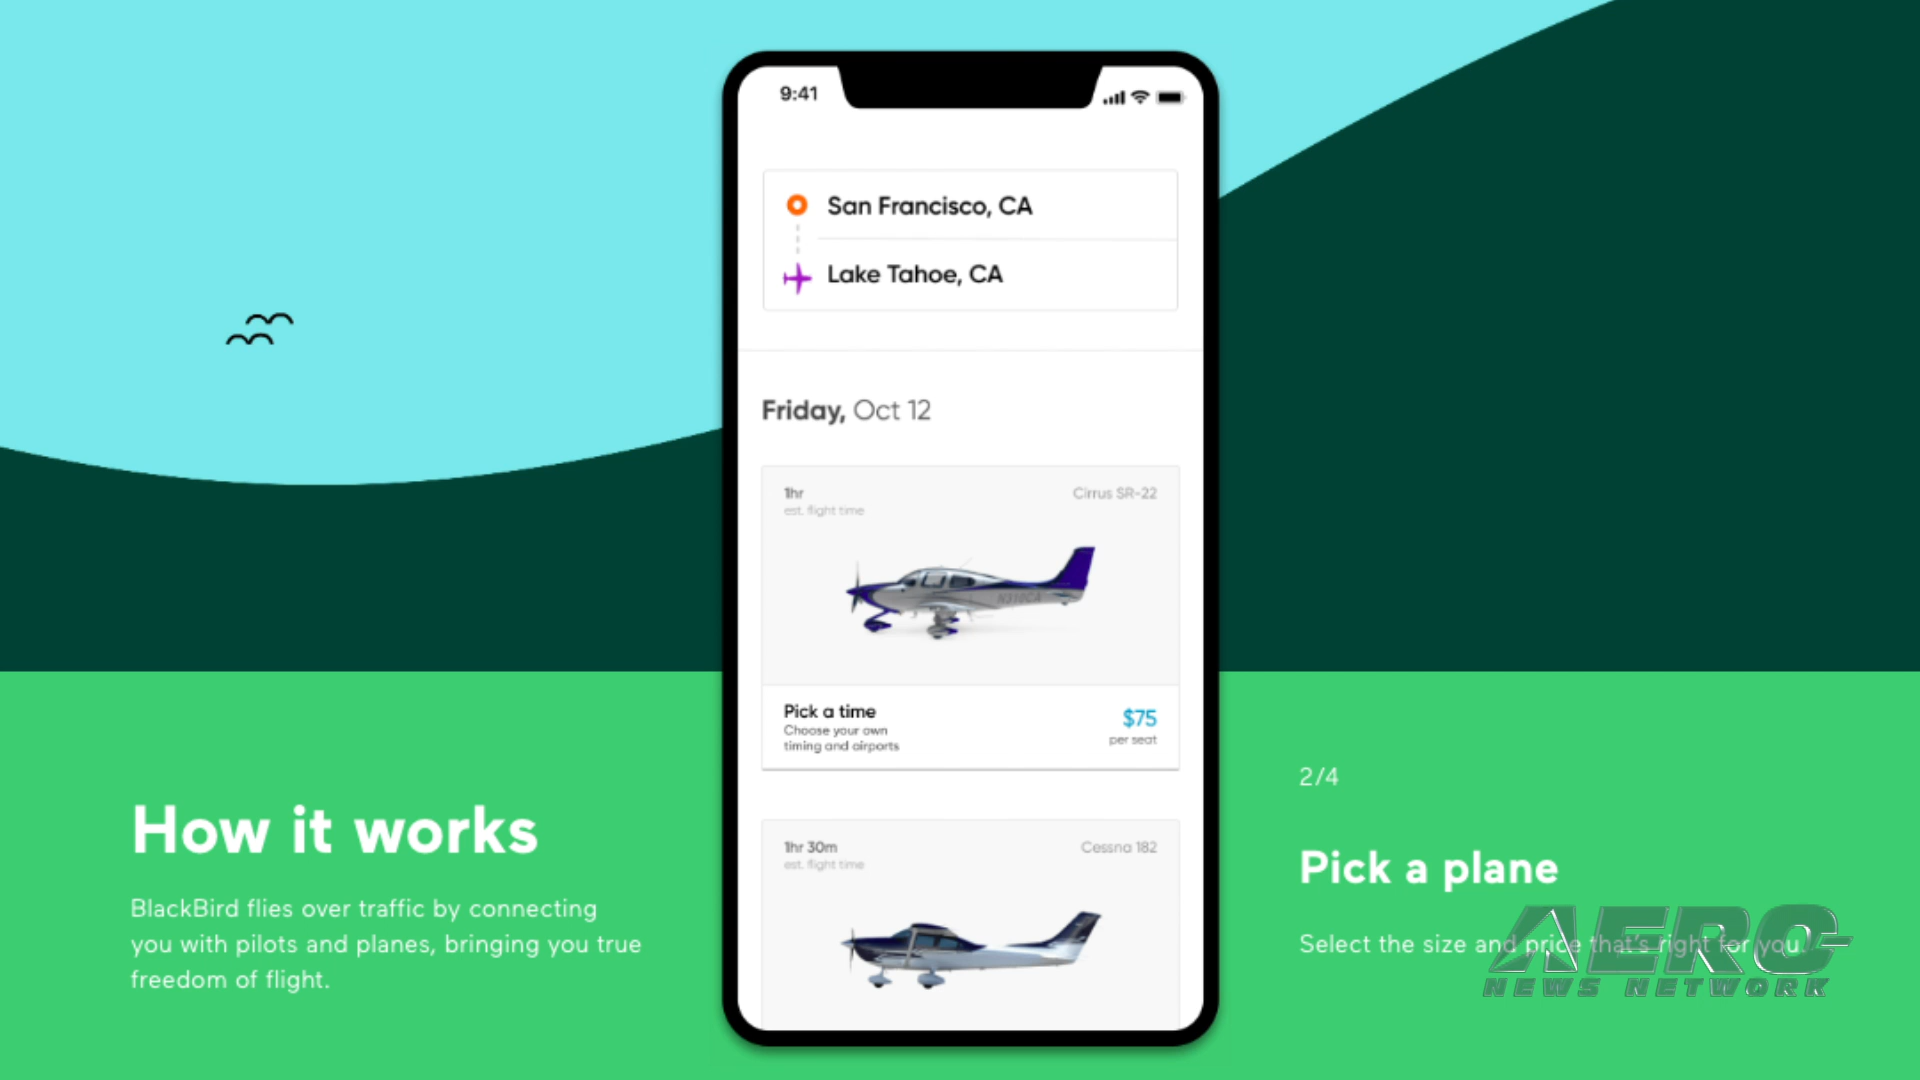 9:41
San Francisco, CA
Lake Tahoe, CA
Friday, Oct 12
1hr
est. flight time
Cirrus SR-22
N310CA
Pick a time
Choose your own
timing and airports
$75
per seat
1hr 30m
est. flight time
Cessna 182
How it works
BlackBird flies over traffic by connecting
you with pilots and planes, bringing you true
freedom of flight.
2/4
Pick a plane
Select the size and price that's right for you.
AERO-
NEWS NETWORK